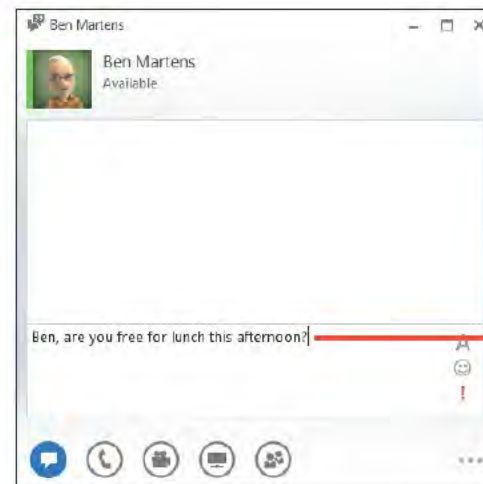 Ben Martens
Ben Martens
Available
Ben, are you free for lunch this afternoon?
A
!